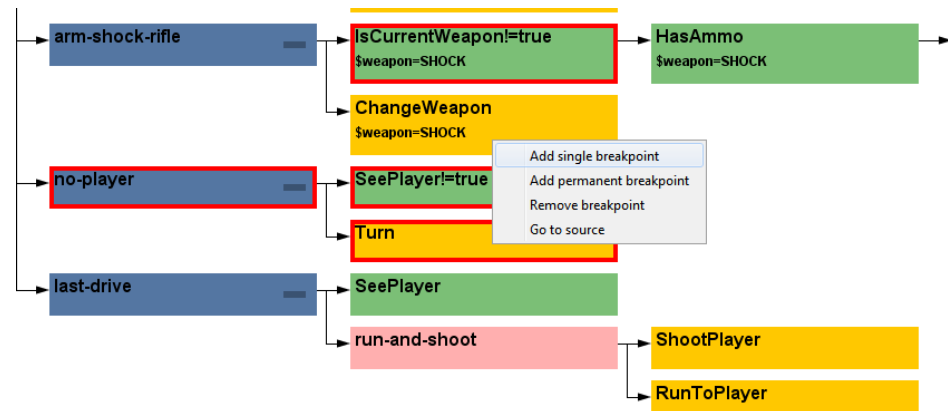 arm-shock-rifle
IsCurrentWeapon!=true
$weapon=SHOCK
HasAmmo
$weapon=SHOCK
ChangeWeapon
$weapon=SHOCK
Add single breakpoint
Add permanent breakpoint
Remove breakpoint
Go to source
no-player
SeePlayer!=true
Turn
last-drive
SeePlayer
run-and-shoot
ShootPlayer
RunToPlayer